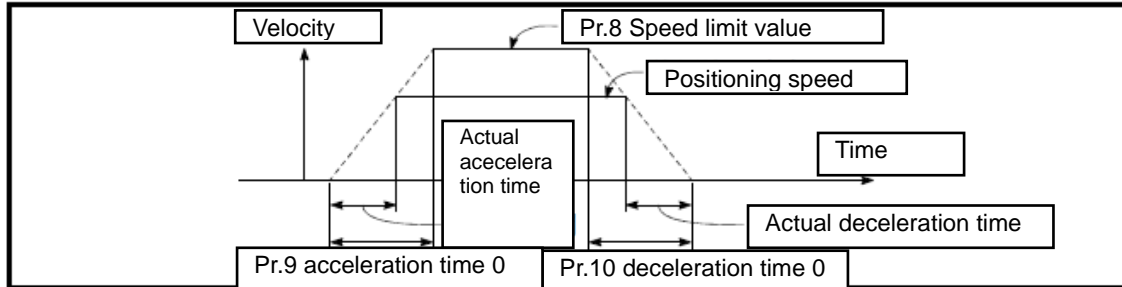 Velocity
Pr.8 Speed limit value
Positioning speed
Actual
acecelera
tion time
Time
Actual deceleration time
Pr.9 acceleration time 0
Pr.10 deceleration time 0